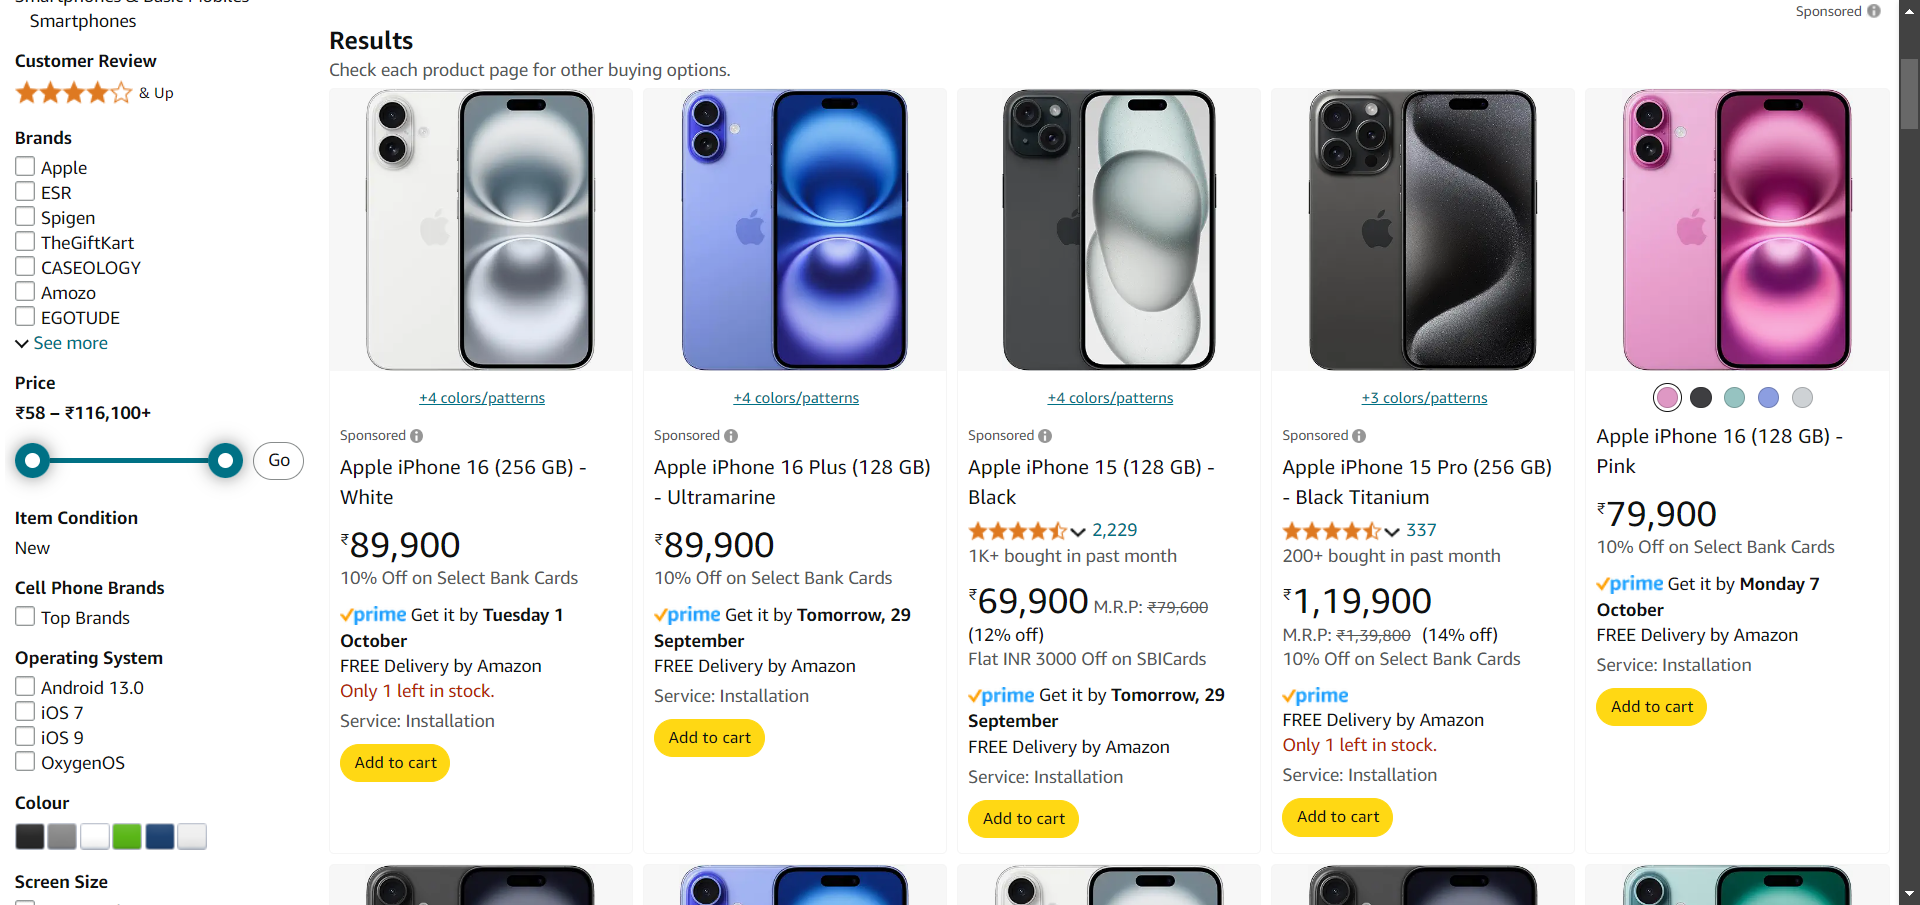 Smartphones & Basic Mobiles
Smartphones
Customer Review
& Up
Brands
Apple
ESR
Spigen
TheGiftKart
CASEOLOGY
Amozo
EGOTUDE
See more
Price
₹58 – ₹116,100+
Go
Item Condition
New
Cell Phone Brands
Top Brands
Operating System
Android 13.0
iOS 7
iOS 9
OxygenOS
Colour
Screen Size
Sponsored
Results
Check each product page for other buying options.
+4 colors/patterns
Sponsored
Apple iPhone 16 (256 GB) -
White
₹89,900
10% Off on Select Bank Cards
prime Get it by Tuesday 1
October
FREE Delivery by Amazon
Only 1 left in stock.
Service: Installation
Add to cart
+4 colors/patterns
Sponsored
Apple iPhone 16 Plus (128 GB)
- Ultramarine
₹89,900
10% Off on Select Bank Cards
prime Get it by Tomorrow, 29
September
FREE Delivery by Amazon
Service: Installation
Add to cart
+4 colors/patterns
Sponsored
Apple iPhone 15 (128 GB) -
Black
2,229
1K+ bought in past month
₹69,900 M.R.P: ₹79,600
(12% off)
Flat INR 3000 Off on SBICards
prime Get it by Tomorrow, 29
September
FREE Delivery by Amazon
Service: Installation
Add to cart
+3 colors/patterns
Sponsored
Apple iPhone 15 Pro (256 GB)
- Black Titanium
337
200+ bought in past month
₹1,19,900
M.R.P: ₹1,39,800 (14% off)
10% Off on Select Bank Cards
prime
FREE Delivery by Amazon
Only 1 left in stock.
Service: Installation
Add to cart
Apple iPhone 16 (128 GB) -
Pink
₹79,900
10% Off on Select Bank Cards
prime Get it by Monday 7
October
FREE Delivery by Amazon
Service: Installation
Add to cart